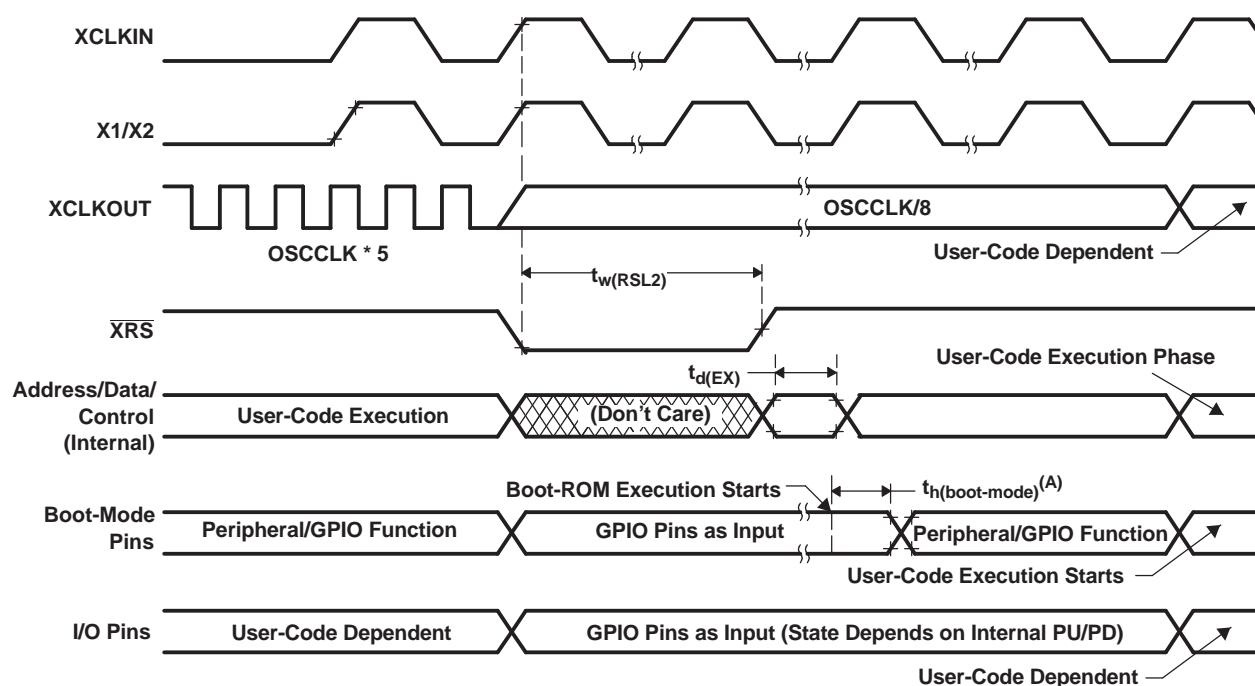 XCLKIN
X1/X2
XCLKOUT
OSCCLK * 5
OSCCLK/8
User-Code Dependent
tw(RSL2)
XRS
User-Code Execution Phase
td(EX)
Address/Data/
Control
(Internal)
User-Code Execution
(Don't Care)
Boot-ROM Execution Starts
th(boot-mode)(A)
Boot-Mode
Pins
Peripheral/GPIO Function
GPIO Pins as Input
Peripheral/GPIO Function
User-Code Execution Starts
I/O Pins
User-Code Dependent
GPIO Pins as Input (State Depends on Internal PU/PD)
User-Code Dependent